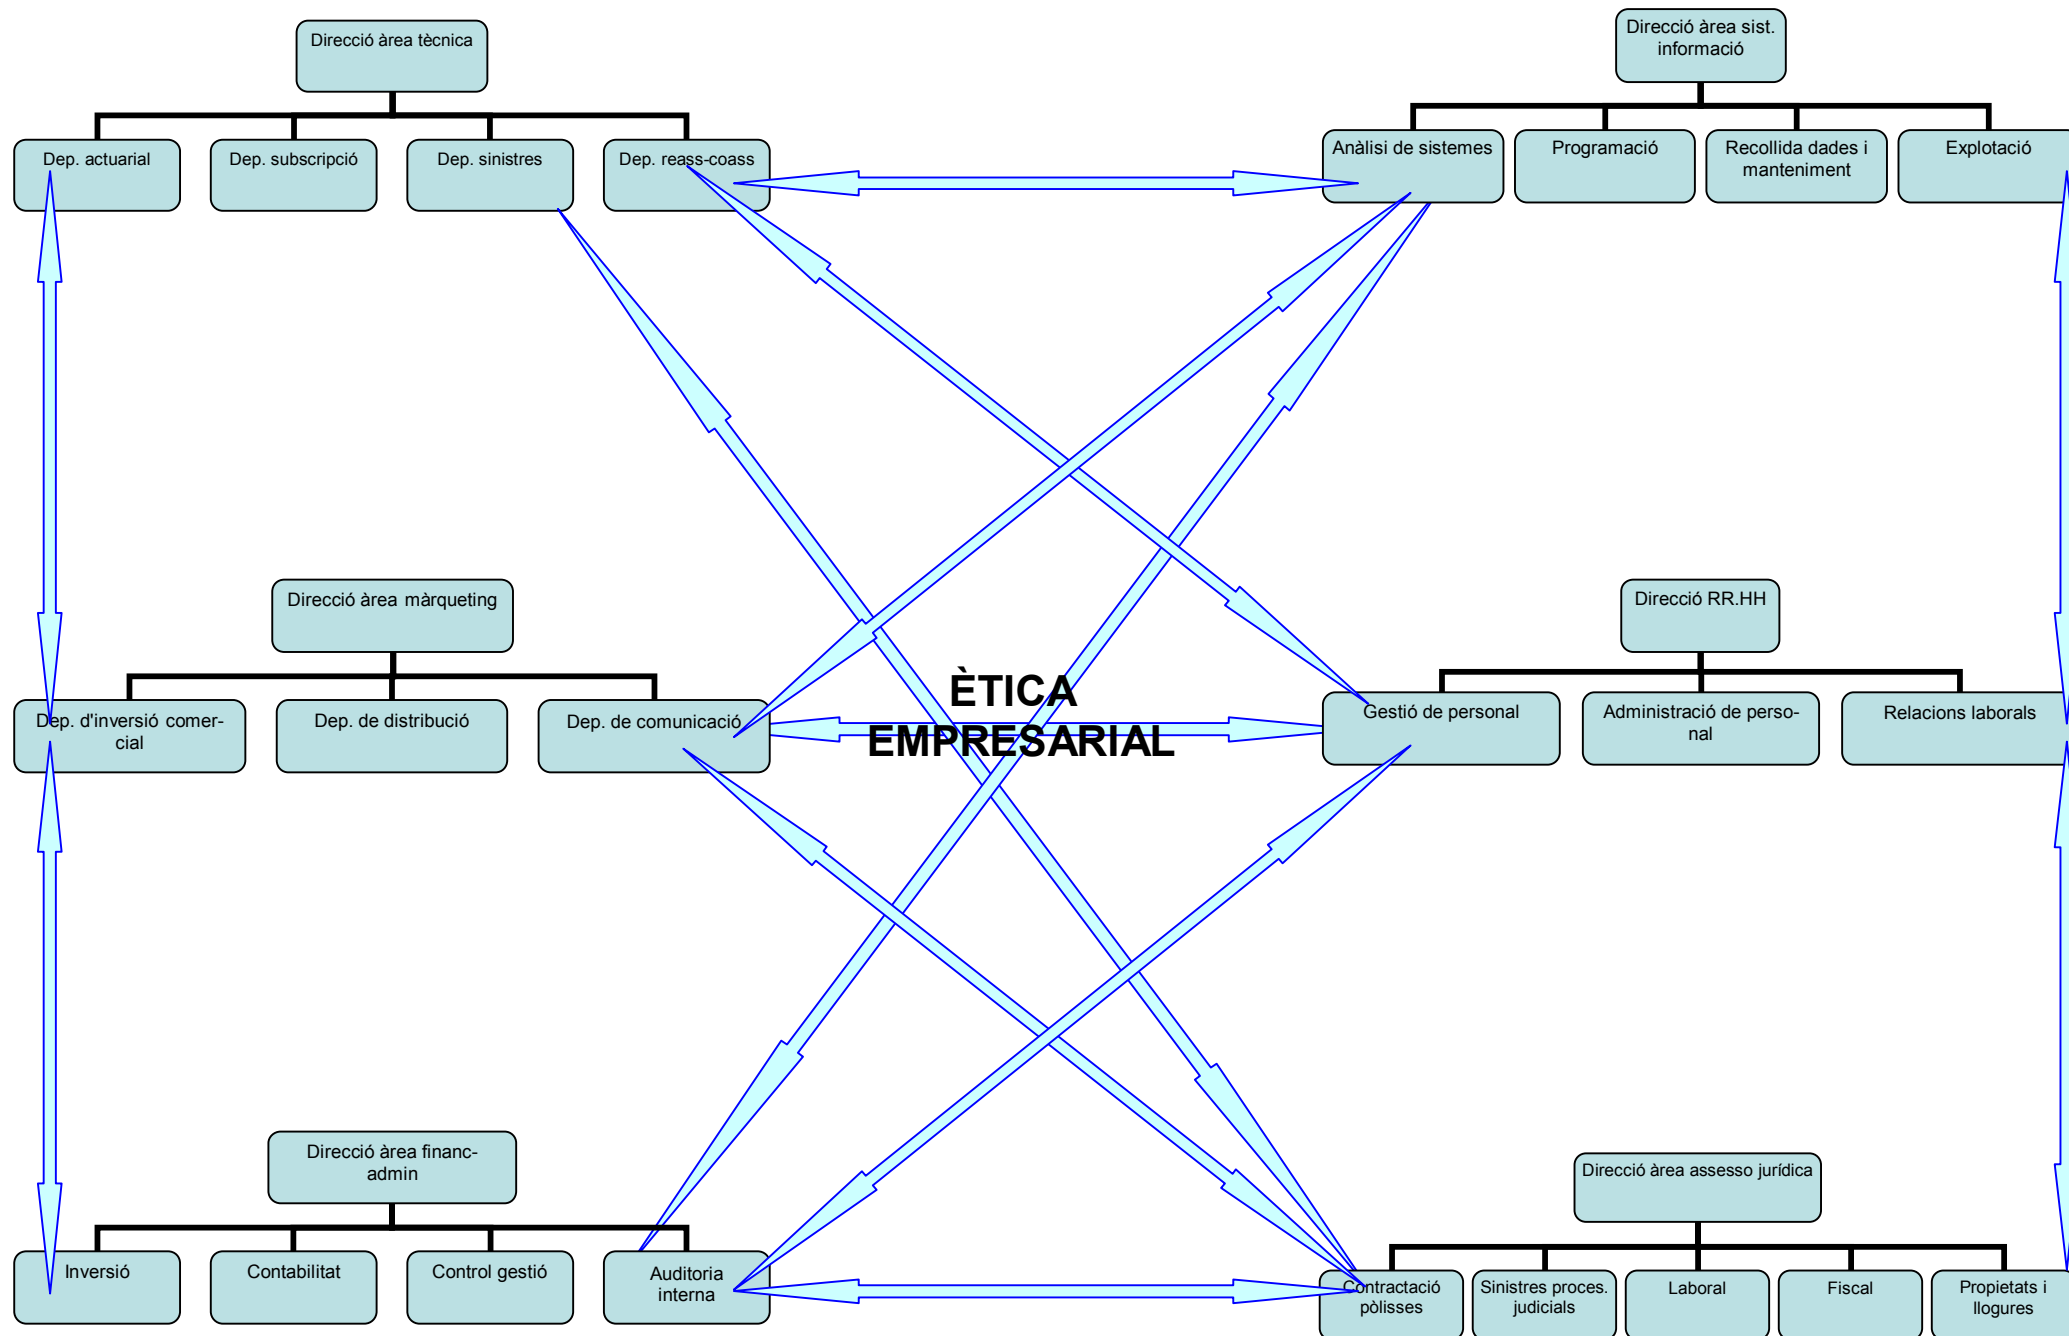 Direcció àrea tècnica
Direcció àrea sist.
informació
Dep. actuarial
Dep. subscripció
Dep. sinistres
Dep. reass-coass
Anàlisi de sistemes
Programació
Recollida dades i
manteniment
Explotació
Direcció àrea màrqueting
Direcció RR.HH
Dep. d'inversió comer-
cial
Dep. de distribució
Dep. de comunicació
ÈTICA
EMPRESARIAL
Gestió de personal
Administració de perso-
nal
Relacions laborals
Direcció àrea financ-
admin
Direcció àrea assesso jurídica
Inversió
Contabilitat
Control gestió
Auditoria
interna
Contractació
pòlisses
Sinistres proces.
judicials
Laboral
Fiscal
Propietats i
llogures